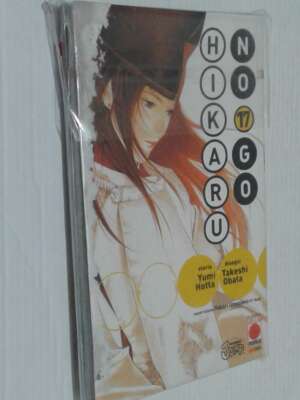 HIKARU
NO
17
GO
storia
Yumi
Hotta
disegni
Takeshi
Obata